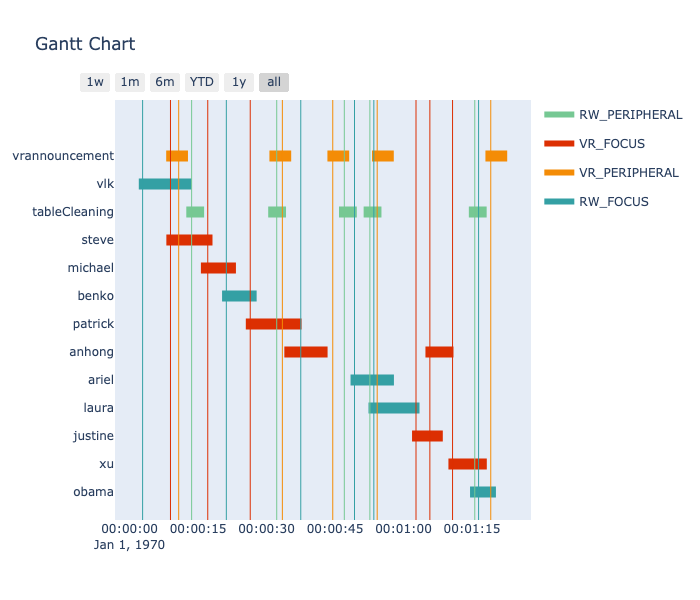 Gantt Chart
1w 1m 6m YTD 1y all
RW_PERIPHERAL
VR_FOCUS
VR_PERIPHERAL
RW_FOCUS
vrannouncement
vlk
tableCleaning
steve
michael
benko
patrick
anhong
ariel
laura
justine
xu
obama
00:00:00 00:00:15 00:00:30 00:00:45 00:01:00 00:01:15
Jan 1, 1970